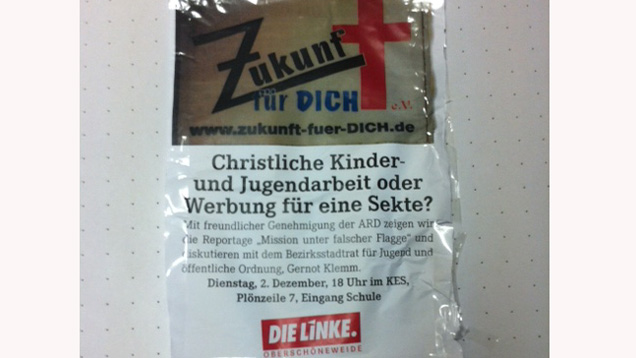 Zukunft
für DICH e.V.
www.zukunft-fuer-DICH.de
Christliche Kinder-
und Jugendarbeit oder
Werbung für eine Sekte?
Mit freundlicher Genehmigung der ARD zeigen wir
die Reportage „Mission unter falscher Flagge" und
diskutieren mit dem Bezirksstadtrat für Jugend und
öffentliche Ordnung, Gernot Klemm.
Dienstag, 2. Dezember, 18 Uhr im KES,
Plönzeile 7, Eingang Schule
DIE LINKE.
OBERSCHÖNEWEIDE